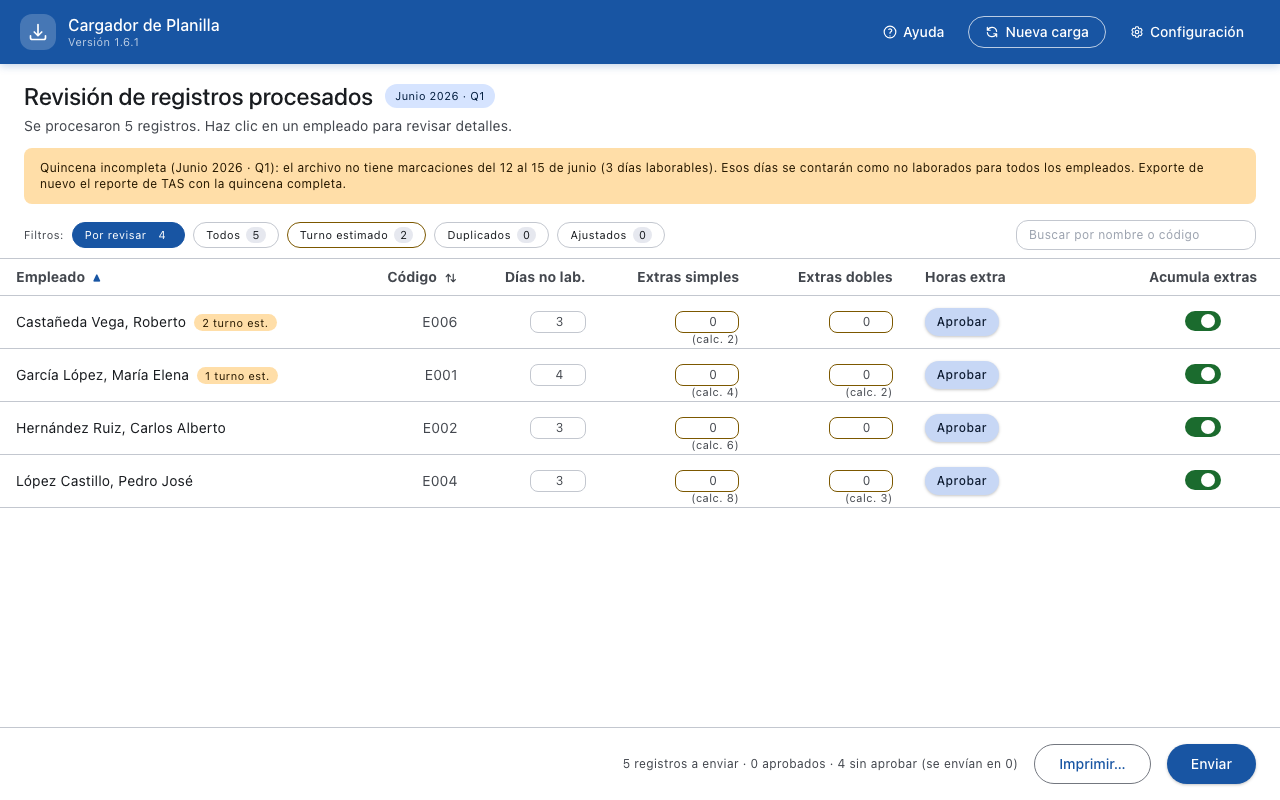 Cargador de Planilla
Versión 1.6.1
Ayuda
Nueva carga
Configuración
Revisión de registros procesados
Junio 2026 · Q1
Se procesaron 5 registros. Haz clic en un empleado para revisar detalles.
Quincena incompleta (Junio 2026 · Q1): el archivo no tiene marcaciones del 12 al 15 de junio (3 días laborables). Esos días se contarán como no laborados para todos los empleados. Exporte de
nuevo el reporte de TAS con la quincena completa.
Filtros: Por revisar 4 Todos 5 Turno estimado 2 Duplicados 0 Ajustados 0 Buscar por nombre o código
Empleado ▲ Código ⇅ Días no lab. Extras simples Extras dobles Horas extra Acumula extras
Castañeda Vega, Roberto 2 turno est. E006 3 0 0 Aprobar
(calc. 2)
García López, María Elena 1 turno est. E001 4 0 0 Aprobar
(calc. 4) (calc. 2)
Hernández Ruiz, Carlos Alberto E002 3 0 0 Aprobar
(calc. 6)
López Castillo, Pedro José E004 3 0 0 Aprobar
(calc. 8) (calc. 3)
5 registros a enviar · 0 aprobados · 4 sin aprobar (se envían en 0) Imprimir... Enviar